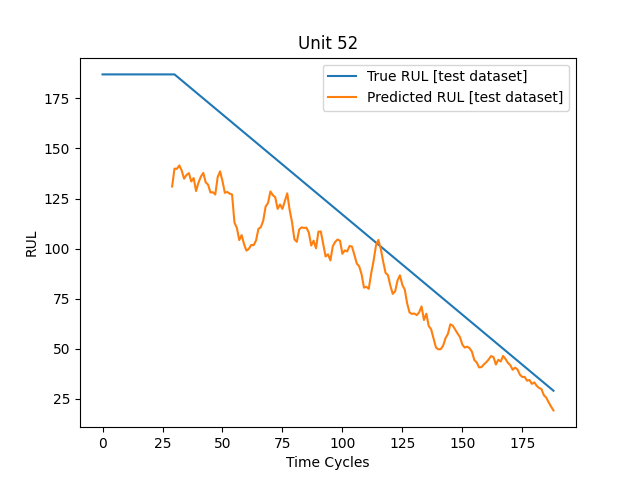 Unit 52
True RUL [test dataset]
Predicted RUL [test dataset]
175
150
125
100
75
50
25
RUL
0 25 50 75 100 125 150 175
Time Cycles